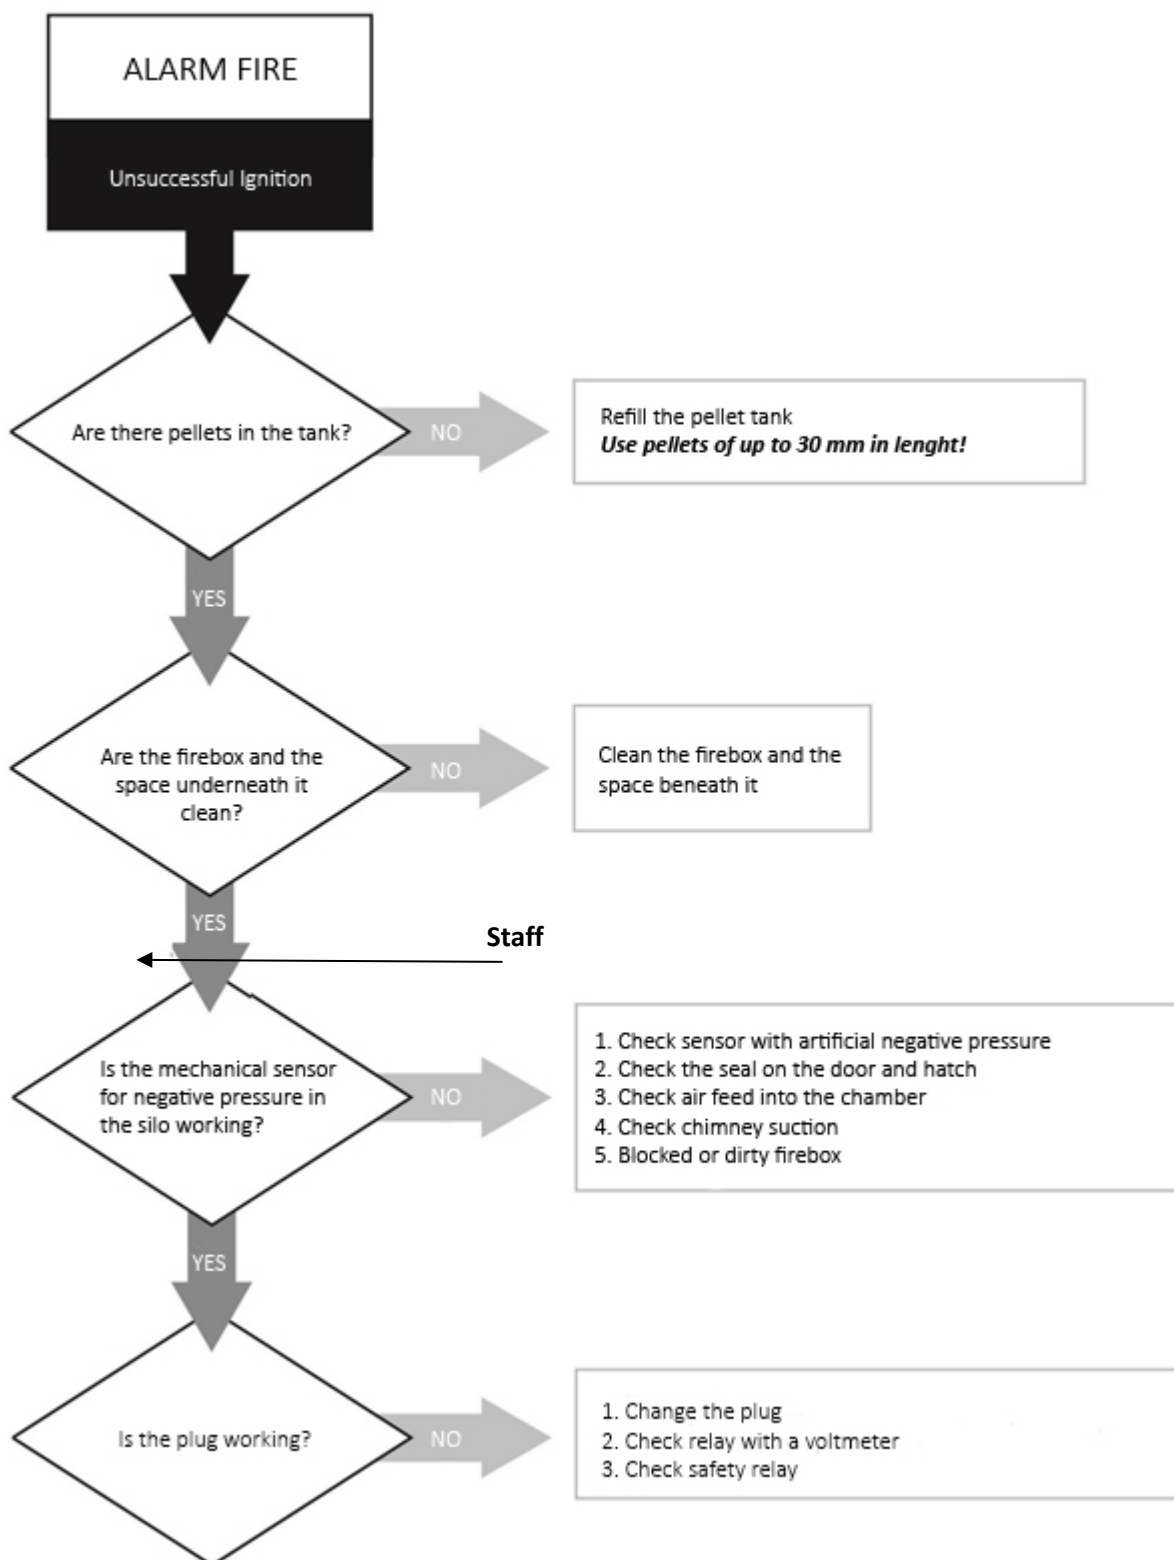 ALARM FIRE
Unsuccessful Ignition
Are there pellets in the tank?
NO
Refill the pellet tank
Use pellets of up to 30 mm in lenght!
YES
Are the firebox and the
space underneath it
clean?
NO
Clean the firebox and the
space beneath it
YES
Staff
Is the mechanical sensor
for negative pressure in
the silo working?
NO
1. Check sensor with artificial negative pressure
2. Check the seal on the door and hatch
3. Check air feed into the chamber
4. Check chimney suction
5. Blocked or dirty firebox
YES
Is the plug working?
NO
1. Change the plug
2. Check relay with a voltmeter
3. Check safety relay